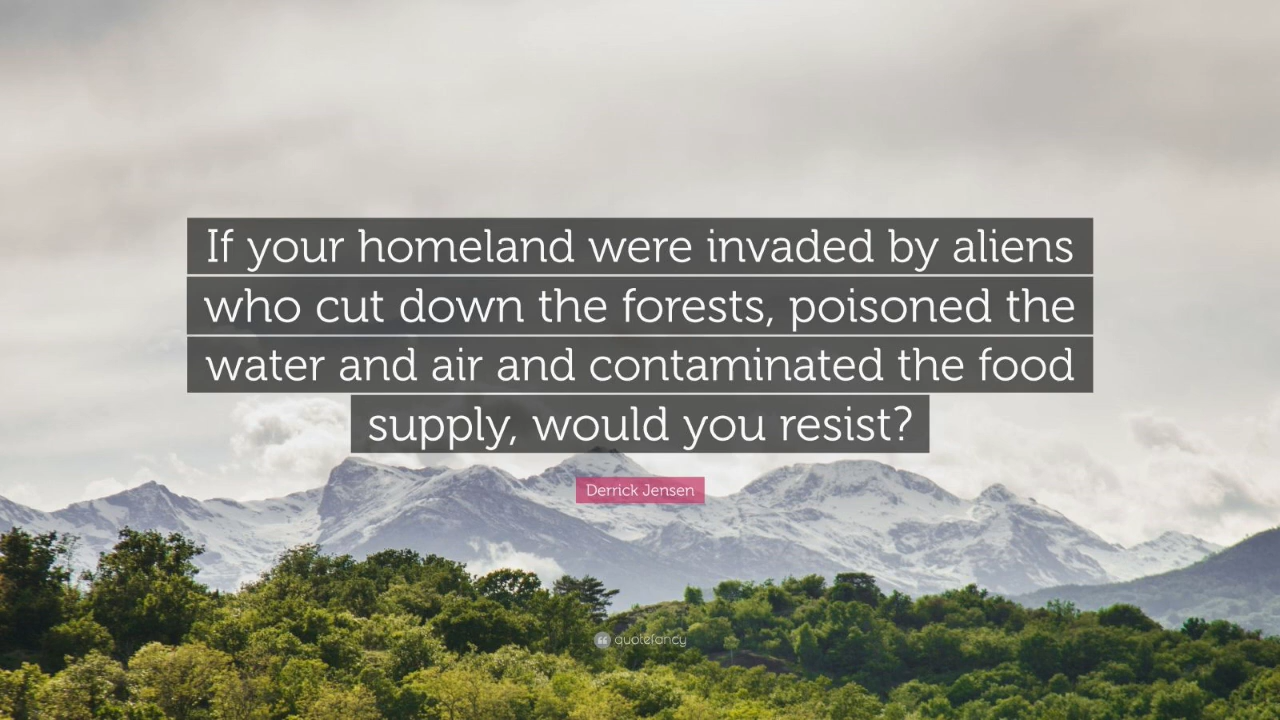 If your homeland were invaded by aliens
who cut down the forests, poisoned the
water and air and contaminated the food
supply, would you resist?
Derrick Jensen
quotefancy